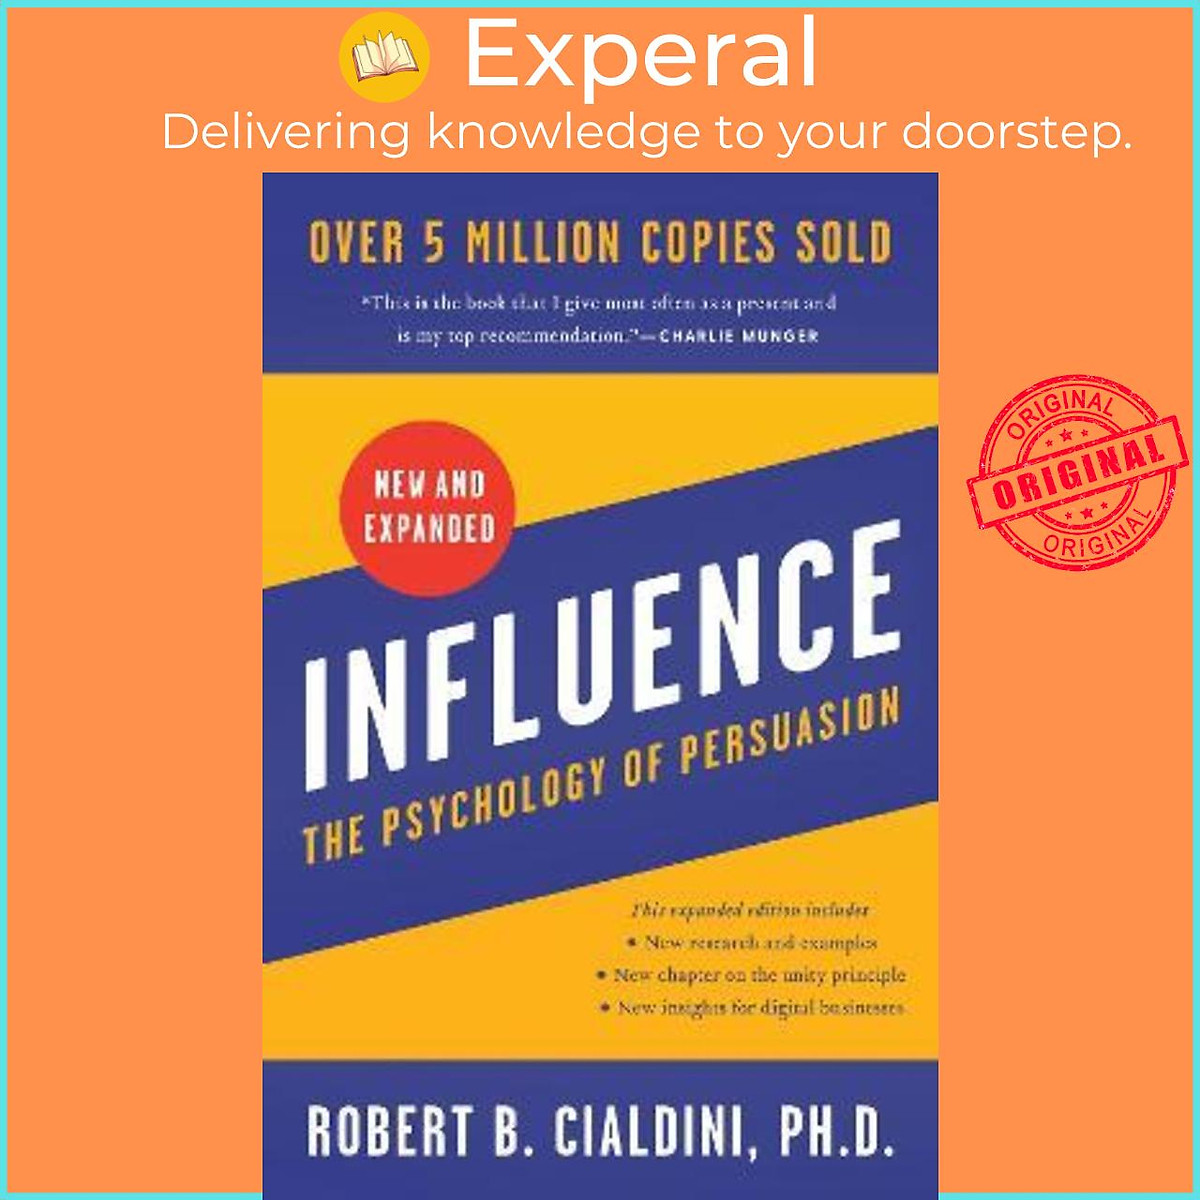 Experal
Delivering knowledge to your doorstep.
OVER 5 MILLION COPIES SOLD
"This is the book that I give most often as a present and
is my top recommendation."—CHARLIE MUNGER
NEW AND
EXPANDED
ORIGINAL
ORIGINAL
ORIGINAL
INFLUENCE
THE PSYCHOLOGY OF PERSUASION
This expanded edition includes
• New research and examples
• New chapter on the unity principle
• New insights for digital businesses
ROBERT B. CIALDINI, PH.D.